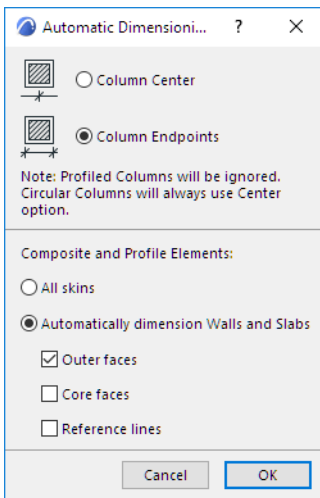 Automatic Dimensioni... ?
Column Center
Column Endpoints
Note: Profiled Columns will be ignored.
Circular Columns will always use Center
option.
Composite and Profile Elements:
All skins
Automatically dimension Walls and Slabs
Outer faces
Core faces
Reference lines
Cancel OK